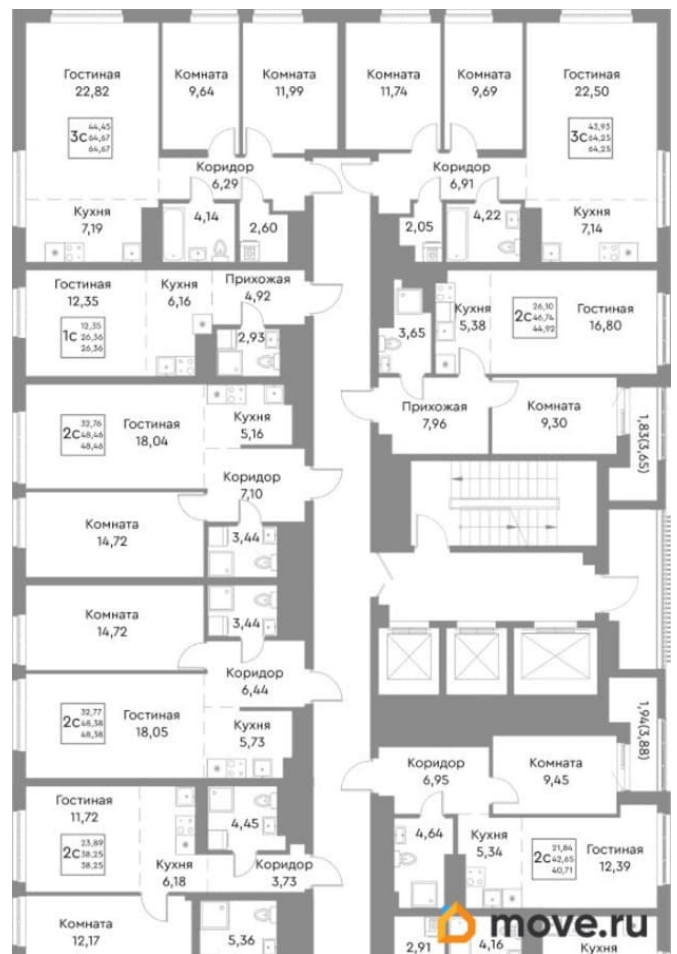 Гостиная
22,82
3С 44,45
64,67
64,67
Кухня
7,19
Комната
9,64
Комната
11,99
Коридор
6,29
4,14
2,60
Комната
11,74
Комната
9,69
Гостиная
22,50
3С 43,93
64,25
64,25
Коридор
6,91
2,05
4,22
Кухня
7,14
Гостиная
12,35
1С 12,35
26,36
26,36
Кухня
6,16
Прихожая
4,92
2,93
3,65
Кухня
5,38
2С 26,10
46,74
44,92
Гостиная
16,80
Прихожая
7,96
Комната
9,30
1,83(3,65)
2С 32,76
48,46
48,46
Гостиная
18,04
Кухня
5,16
Коридор
7,10
Комната
14,72
3,44
Комната
14,72
3,44
Коридор
6,44
2С 32,77
48,38
48,38
Гостиная
18,05
Кухня
5,73
1,94(3,88)
Коридор
6,95
Комната
9,45
Гостиная
11,72
2С 23,89
38,25
38,25
Кухня
6,18
4,45
Коридор
3,73
4,64
Кухня
5,34
2С 21,84
42,65
40,71
Гостиная
12,39
Комната
12,17
5,36
2,91
4,16
Кухня
move.ru